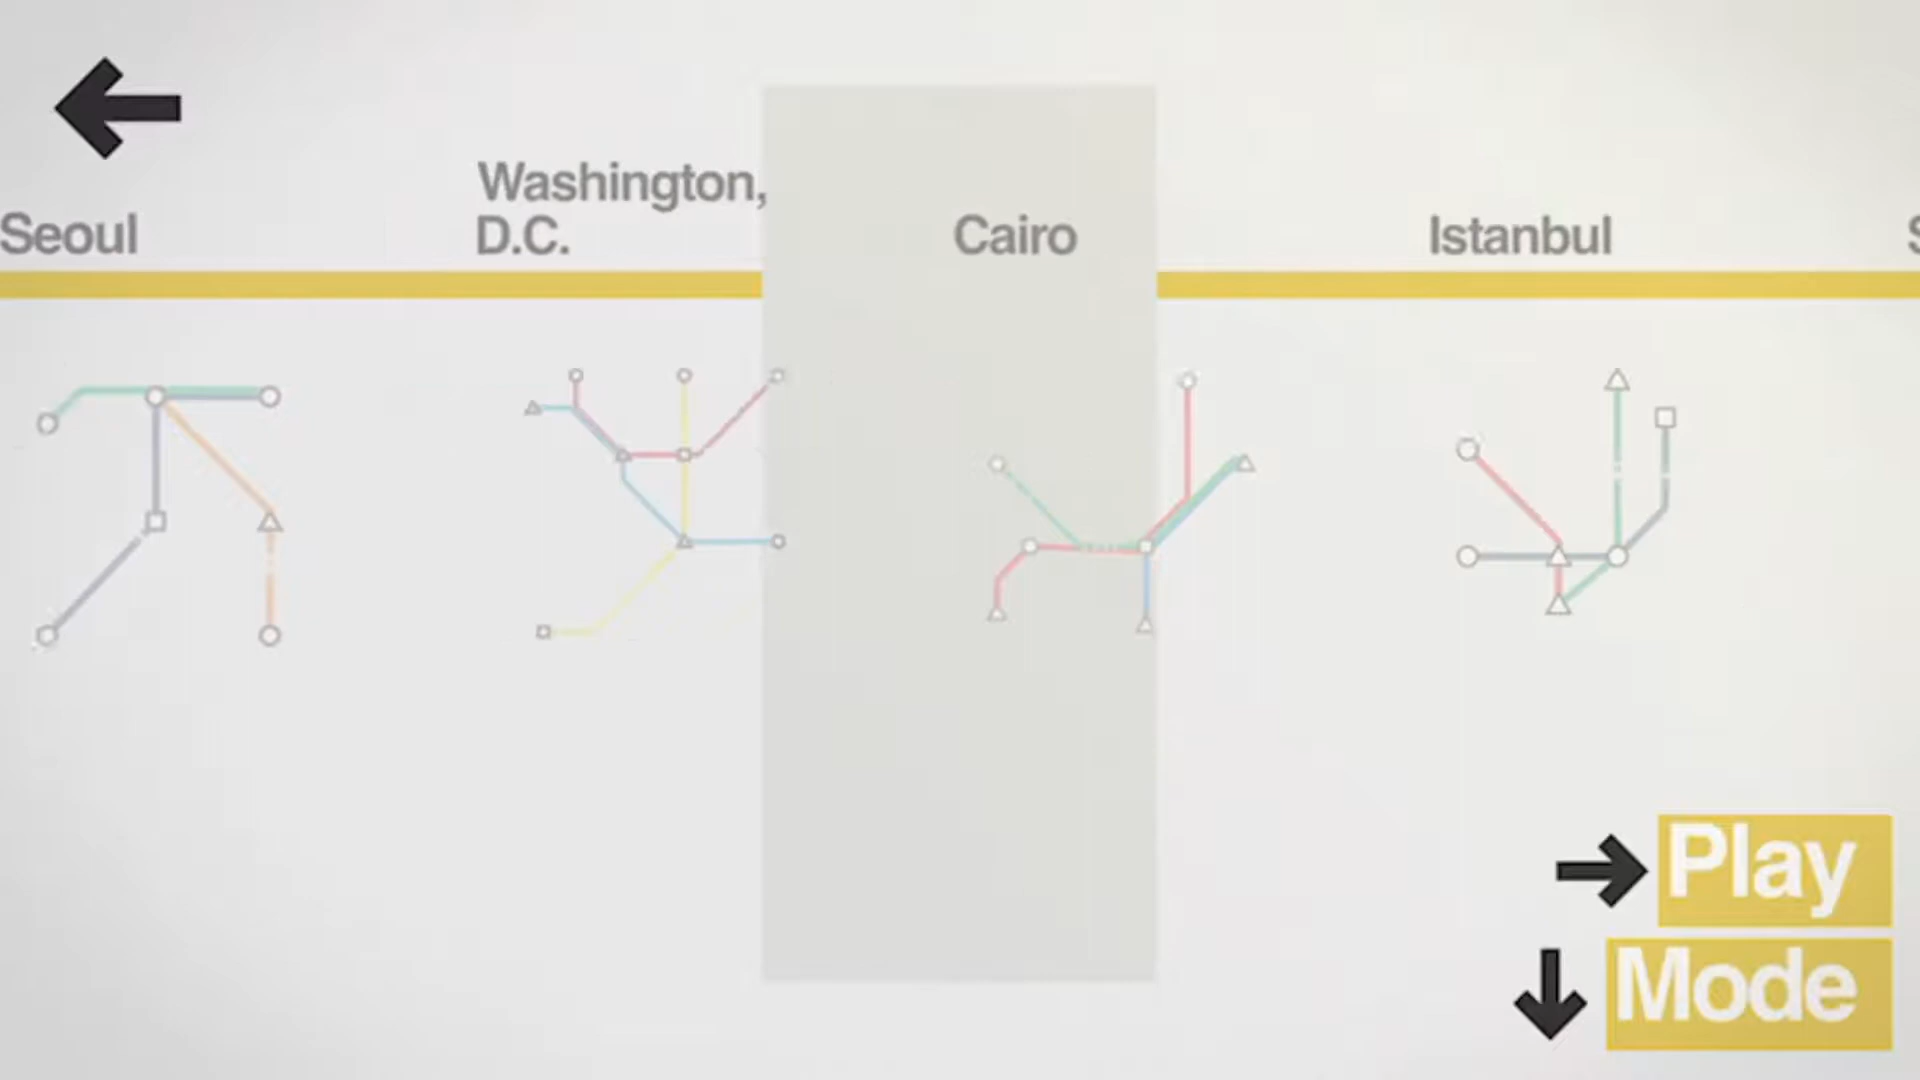 Seoul
Washington,
D.C.
Cairo
Istanbul
Play
Mode